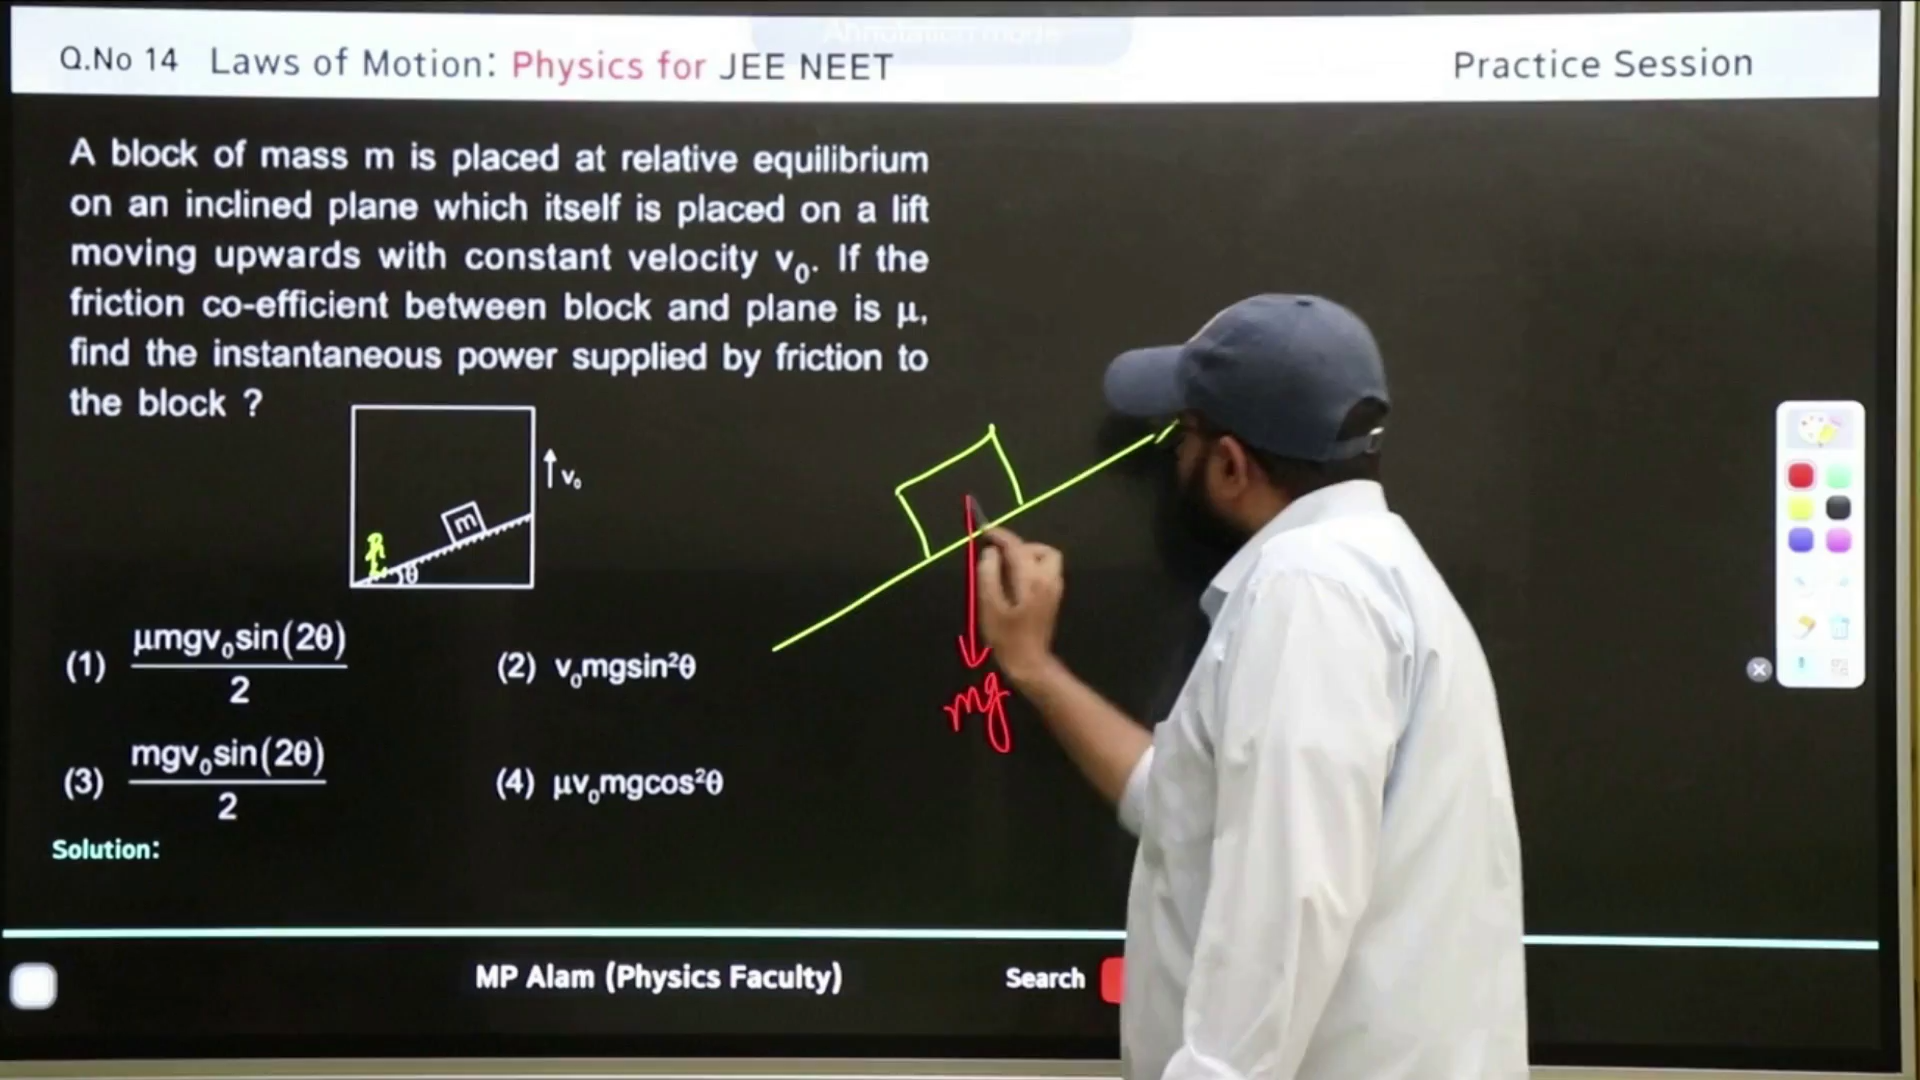 Annotation mode
Q.No 14 Laws of Motion: Physics for JEE NEET
Practice Session
A block of mass m is placed at relative equilibrium
on an inclined plane which itself is placed on a lift
moving upwards with constant velocity v₀. If the
friction co-efficient between block and plane is μ,
find the instantaneous power supplied by friction to
the block ?
v₀
m
θ
mg
(1) μmgv₀sin(2θ)
2
(2) v₀mgsin²θ
(3) mgv₀sin(2θ)
2
(4) μv₀mgcos²θ
Solution:
MP Alam (Physics Faculty)
Search